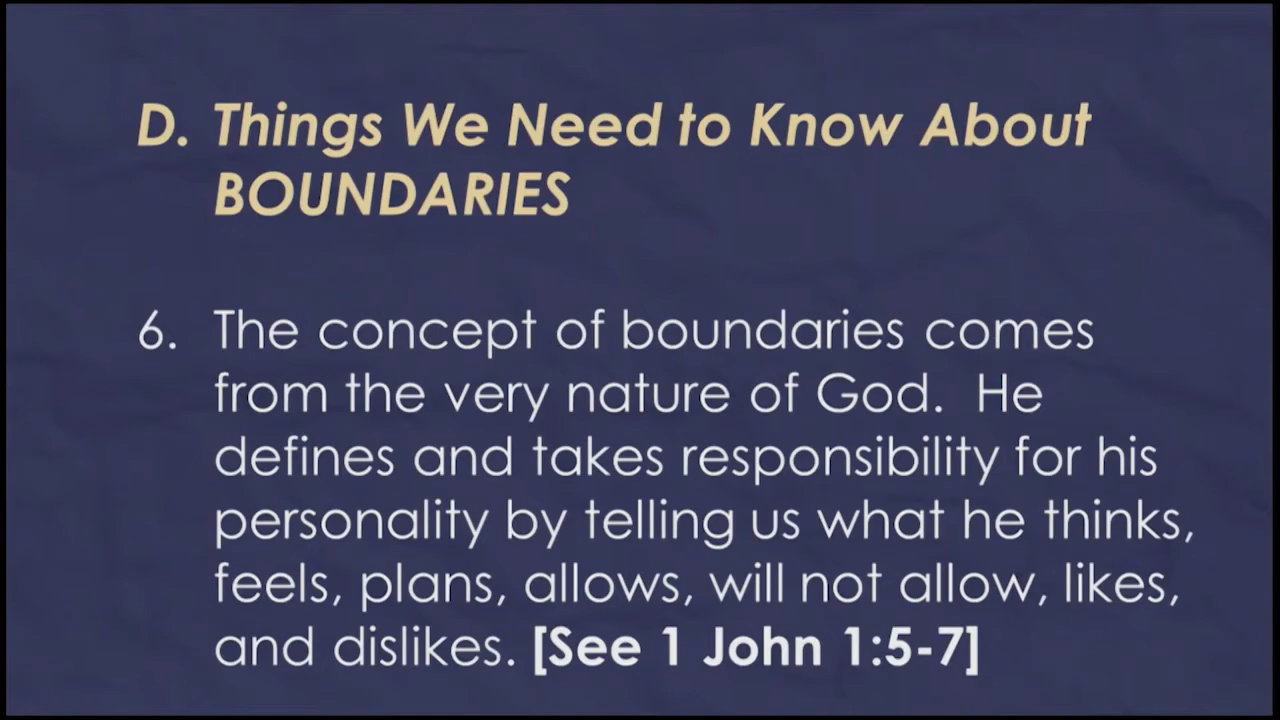 D. Things We Need to Know About
BOUNDARIES
6. The concept of boundaries comes
from the very nature of God.  He
defines and takes responsibility for his
personality by telling us what he thinks,
feels, plans, allows, will not allow, likes,
and dislikes. [See 1 John 1:5-7]